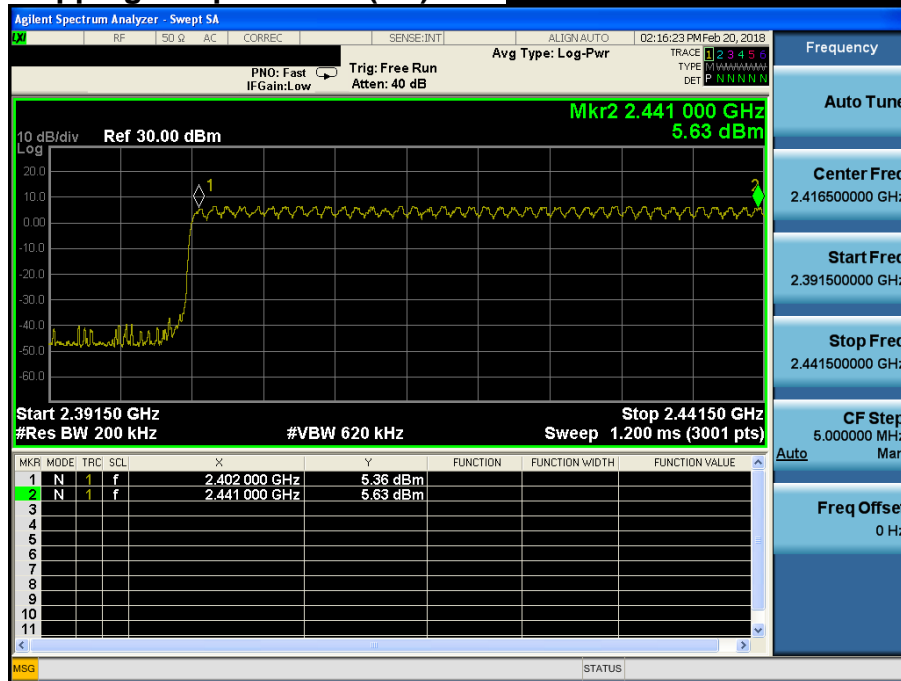 Agilent Spectrum Analyzer - Swept SA
LXI RF 50 Ω AC CORREC SENSE:INT ALIGN AUTO 02:16:23 PM Feb 20, 2018
Frequency
Avg Type: Log-Pwr
TRACE 1 2 3 4 5 6
TYPE M WWWWW
DET P N N N N N
PNO: Fast
IFGain:Low
Trig: Free Run
Atten: 40 dB
Auto Tune
Mkr2 2.441 000 GHz
5.63 dBm
10 dB/div Ref 30.00 dBm
Log
20.0
10.0
0.00
-10.0
-20.0
-30.0
-40.0
-50.0
-60.0
1
2
Center Freq
2.416500000 GHz
Start Freq
2.391500000 GHz
Stop Freq
2.441500000 GHz
Start 2.39150 GHz
Stop 2.44150 GHz
#Res BW 200 kHz
#VBW 620 kHz
Sweep 1.200 ms (3001 pts)
CF Step
5.000000 MHz
Auto Man
MKR MODE TRC SCL X Y FUNCTION FUNCTION WIDTH FUNCTION VALUE
1 N 1 f 2.402 000 GHz 5.36 dBm
2 N 1 f 2.441 000 GHz 5.63 dBm
3
4
5
6
7
8
9
10
11
Freq Offset
0 Hz
MSG
STATUS